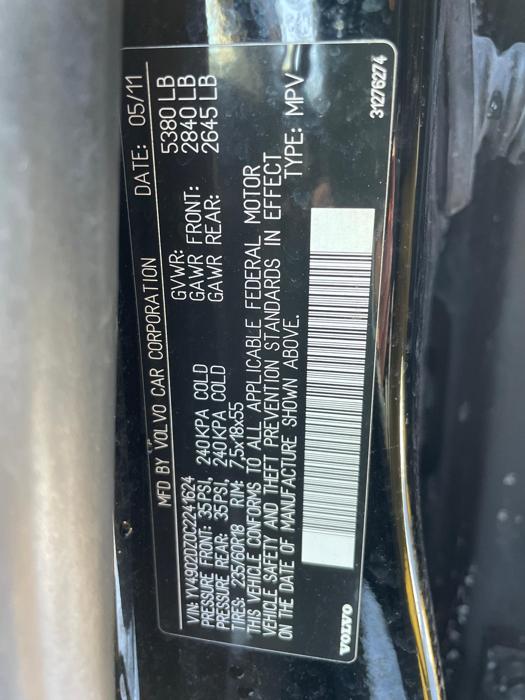 MFD BY VOLVO CAR CORPORATION DATE: 05/11
GVWR: 5380 LB
GAWR FRONT: 2840 LB
GAWR REAR: 2645 LB
VIN: YV4902DZ0C2241624
PRESSURE FRONT: 35PSI, 240KPA COLD
PRESSURE REAR: 35PSI, 240KPA COLD
TIRES: 235/60R18 RIM: 7,5x18x55
THIS VEHICLE CONFORMS TO ALL APPLICABLE FEDERAL MOTOR
VEHICLE SAFETY AND THEFT PREVENTION STANDARDS IN EFFECT
ON THE DATE OF MANUFACTURE SHOWN ABOVE. TYPE: MPV
VOLVO 31276274